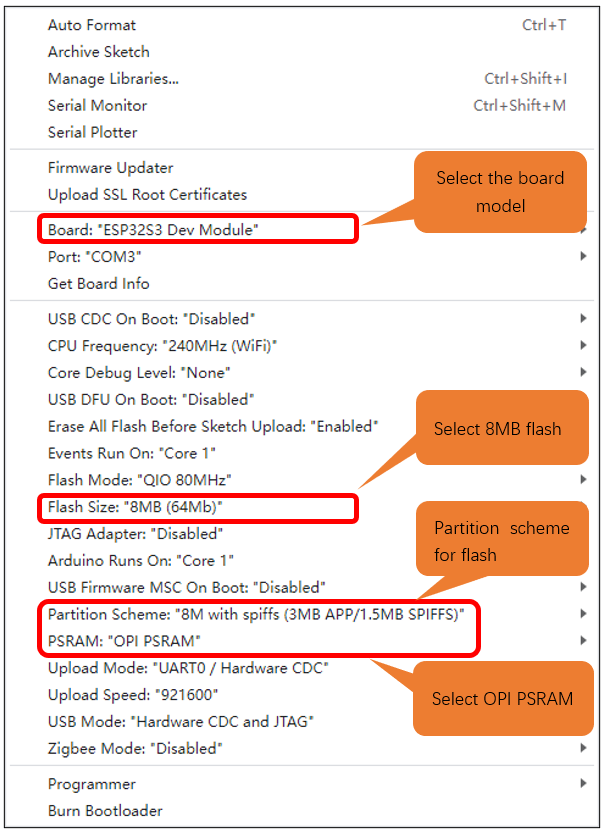 Auto Format Ctrl+T
Archive Sketch
Manage Libraries... Ctrl+Shift+I
Serial Monitor Ctrl+Shift+M
Serial Plotter
Firmware Updater
Upload SSL Root Certificates
Select the board
model
Board: "ESP32S3 Dev Module"
Port: "COM3"
Get Board Info
USB CDC On Boot: "Disabled"
CPU Frequency: "240MHz (WiFi)"
Core Debug Level: "None"
USB DFU On Boot: "Disabled"
Erase All Flash Before Sketch Upload: "Enabled"
Select 8MB flash
Events Run On: "Core 1"
Flash Mode: "QIO 80MHz"
Flash Size: "8MB (64Mb)"
Partition scheme
for flash
JTAG Adapter: "Disabled"
Arduino Runs On: "Core 1"
USB Firmware MSC On Boot: "Disabled"
Partition Scheme: "8M with spiffs (3MB APP/1.5MB SPIFFS)"
PSRAM: "OPI PSRAM"
Upload Mode: "UART0 / Hardware CDC"
Select OPI PSRAM
Upload Speed: "921600"
USB Mode: "Hardware CDC and JTAG"
Zigbee Mode: "Disabled"
Programmer
Burn Bootloader